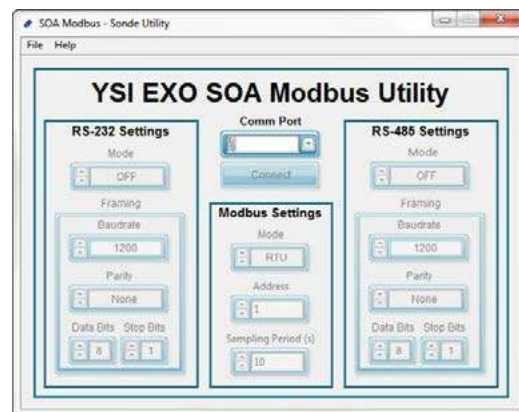 SOA Modbus - Sonde Utility
File Help
YSI EXO SOA Modbus Utility
RS-232 Settings
Mode
OFF
Framing
Baudrate
1200
Parity
None
Data Bits Stop Bits
8 1
Comm Port
Connect
Modbus Settings
Mode
RTU
Address
1
Sampling Period (s)
10
RS-485 Settings
Mode
OFF
Framing
Baudrate
1200
Parity
None
Data Bits Stop Bits
8 1